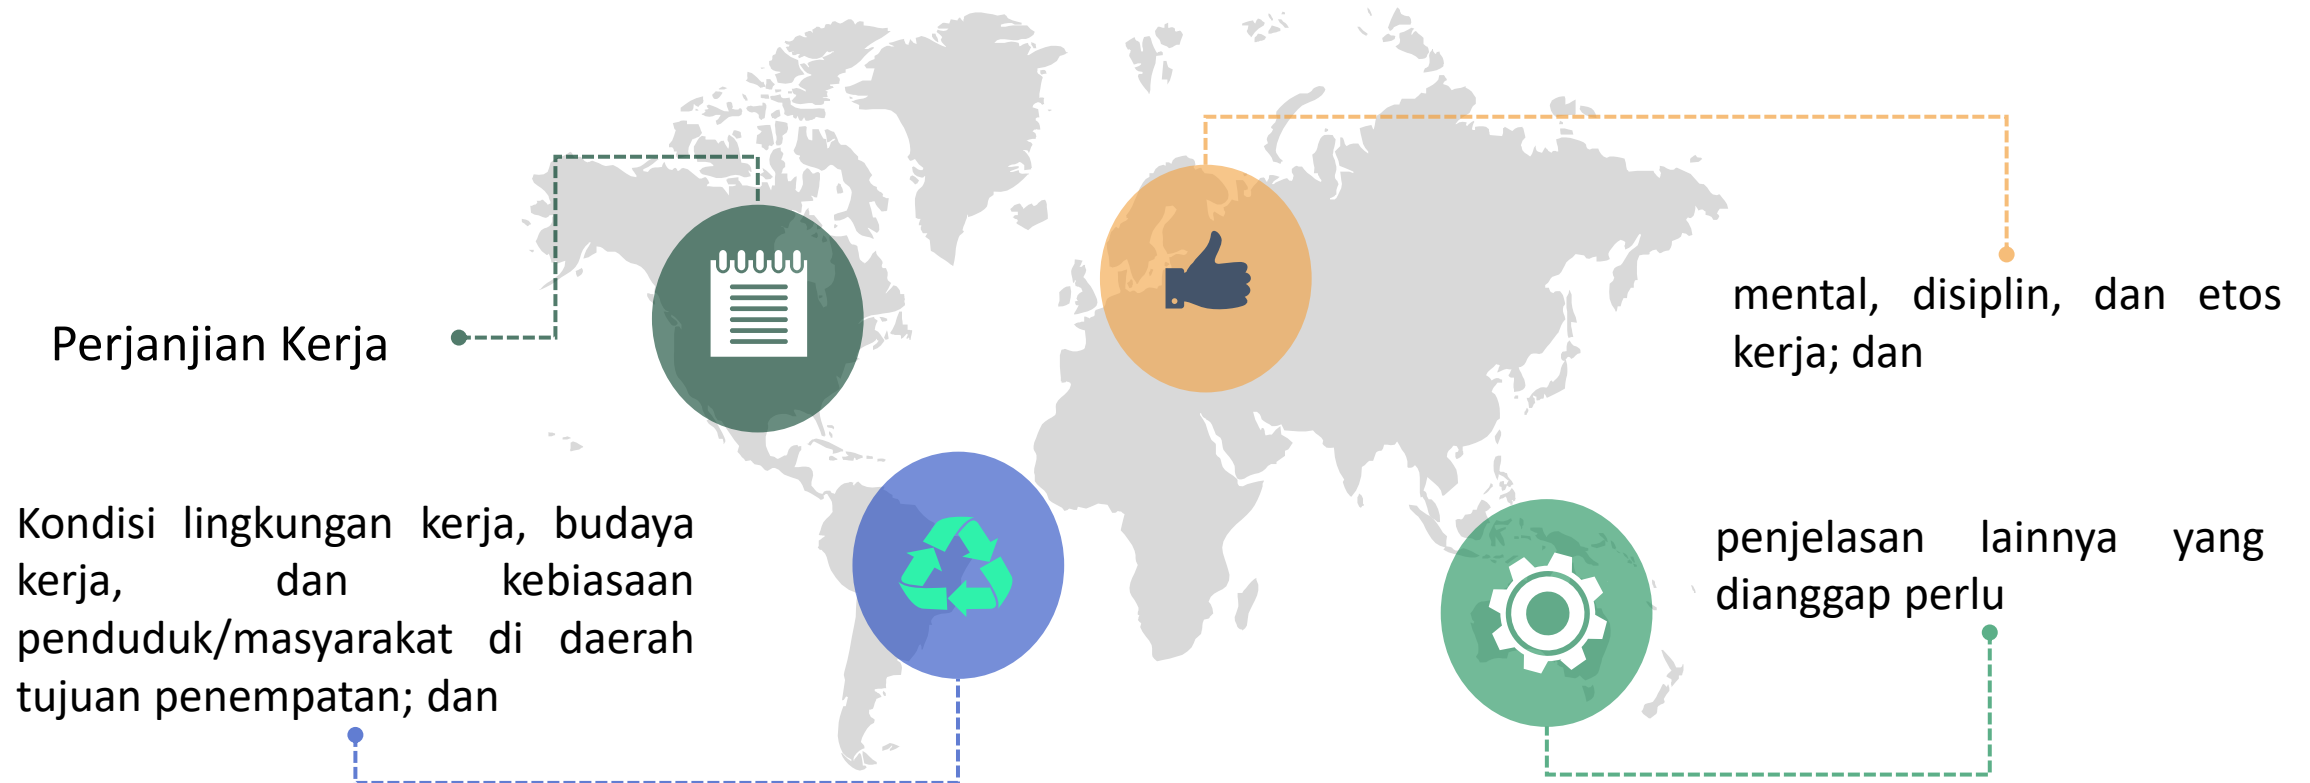 Perjanjian Kerja
Kondisi lingkungan kerja, budaya
kerja, dan kebiasaan
penduduk/masyarakat di daerah
tujuan penempatan; dan
mental, disiplin, dan etos
kerja; dan
penjelasan lainnya yang
dianggap perlu